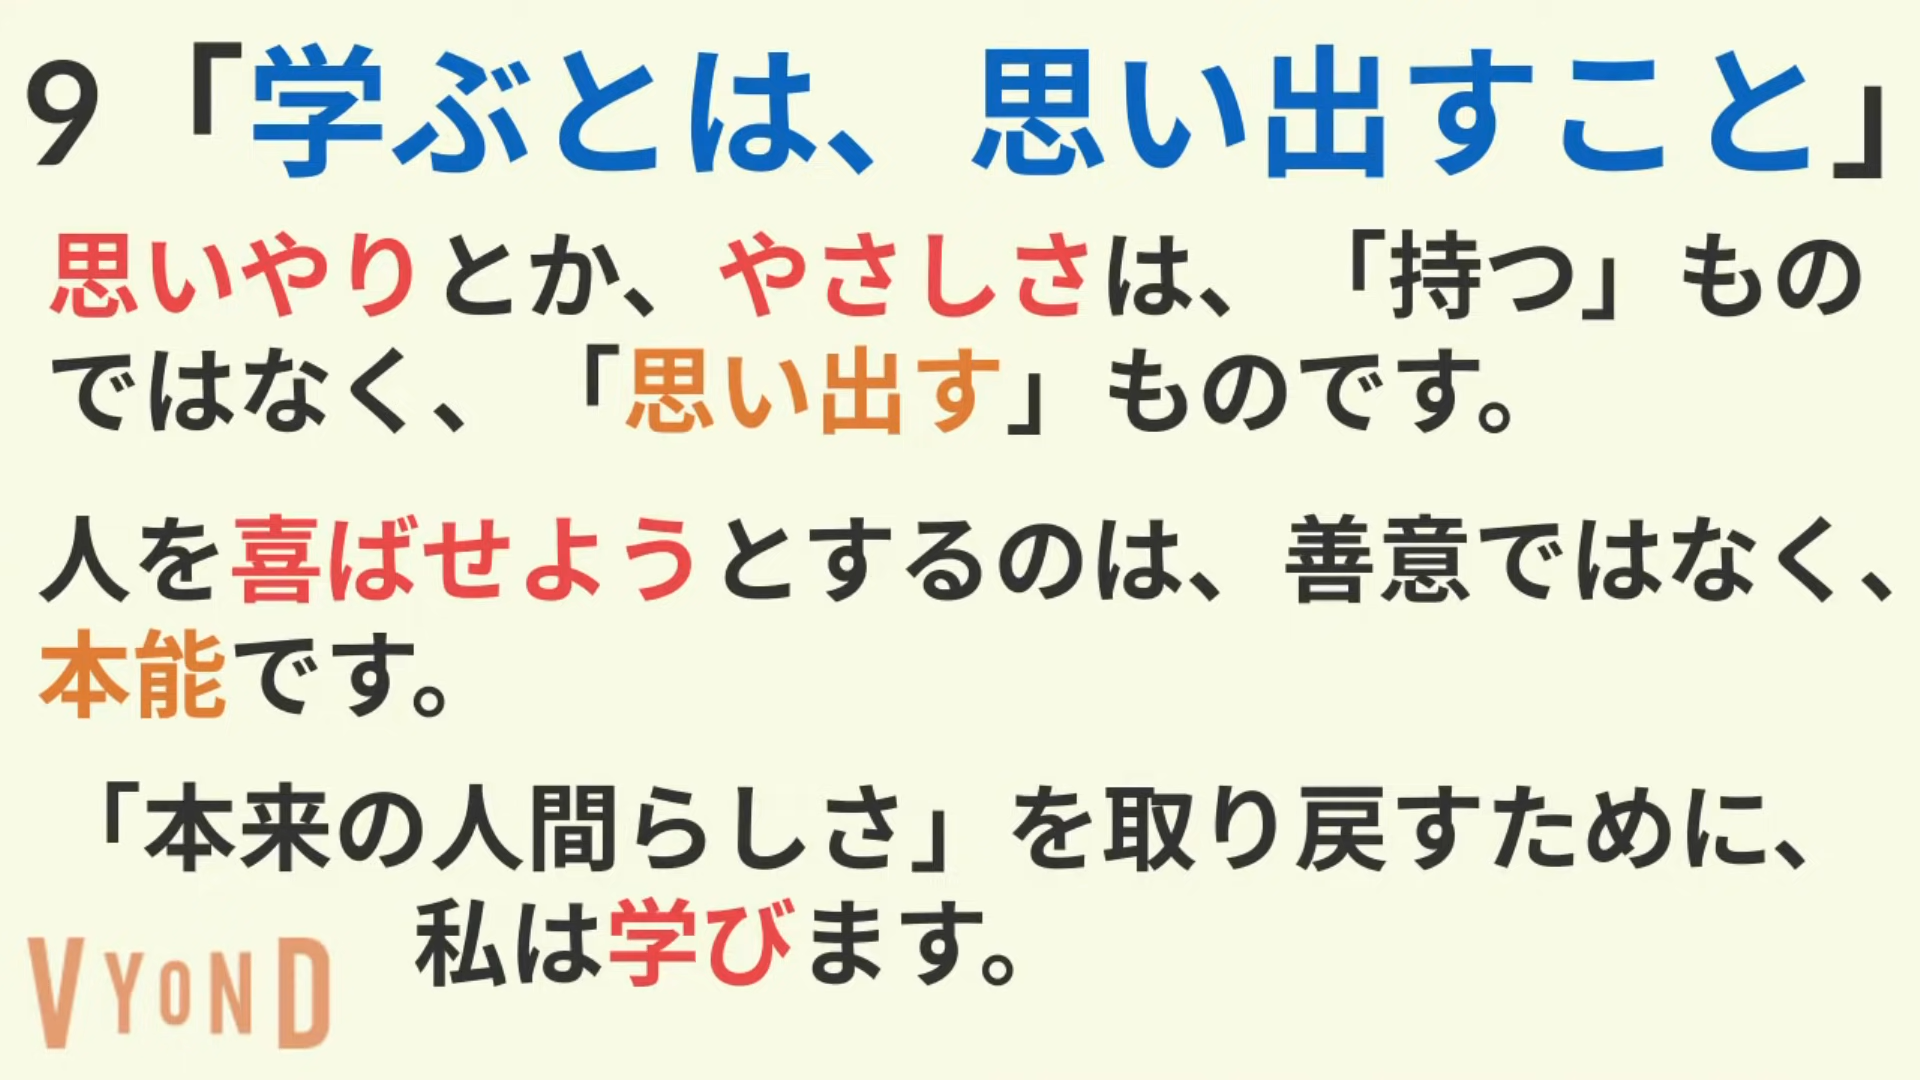 9「学ぶとは、思い出すこと」
思いやりとか、やさしさは、「持つ」もの
ではなく、「思い出す」ものです。
人を喜ばせようとするのは、善意ではなく、
本能です。
「本来の人間らしさ」を取り戻すために、
私は学びます。
VYOND